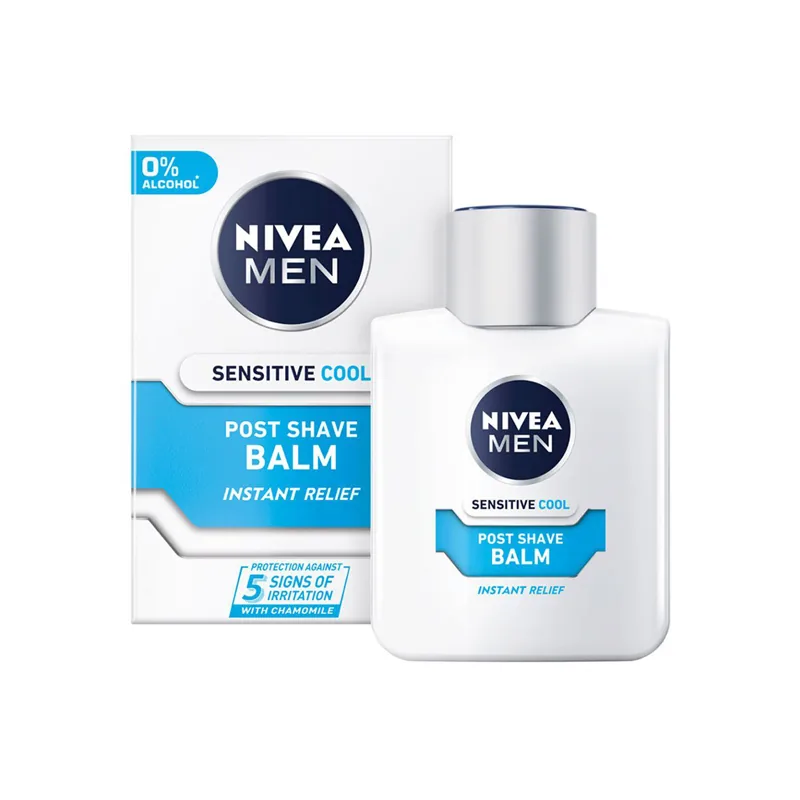 0%
ALCOHOL*
NIVEA
MEN
SENSITIVE COOL
POST SHAVE
BALM
INSTANT RELIEF
PROTECTION AGAINST
5 SIGNS OF
IRRITATION
WITH CHAMOMILE
NIVEA
MEN
SENSITIVE COOL
POST SHAVE
BALM
INSTANT RELIEF